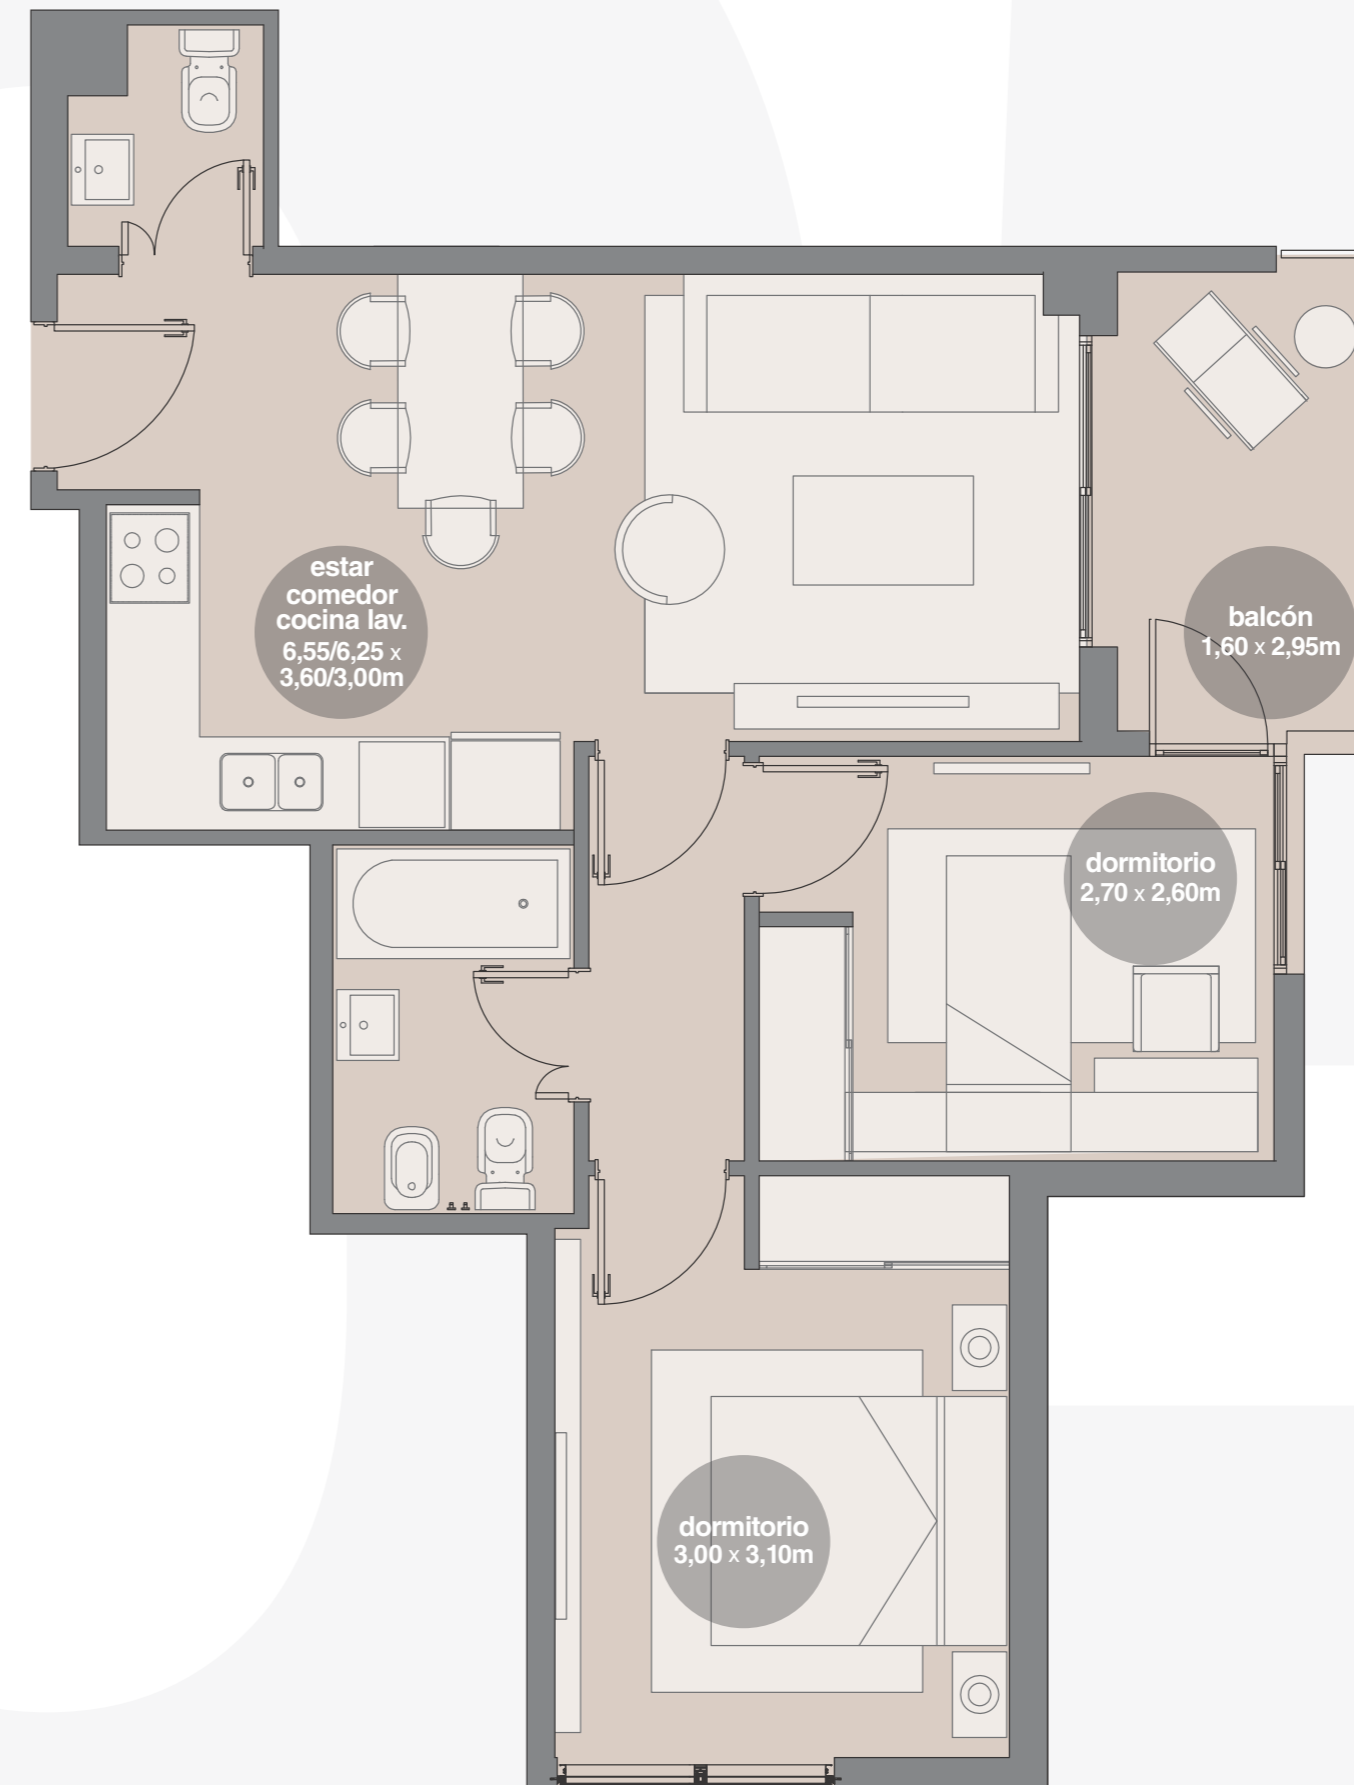 estar
comedor
cocina lav.
6,55/6,25 x
3,60/3,00m
balcón
1,60 x 2,95m
dormitorio
2,70 x 2,60m
dormitorio
3,00 x 3,10m